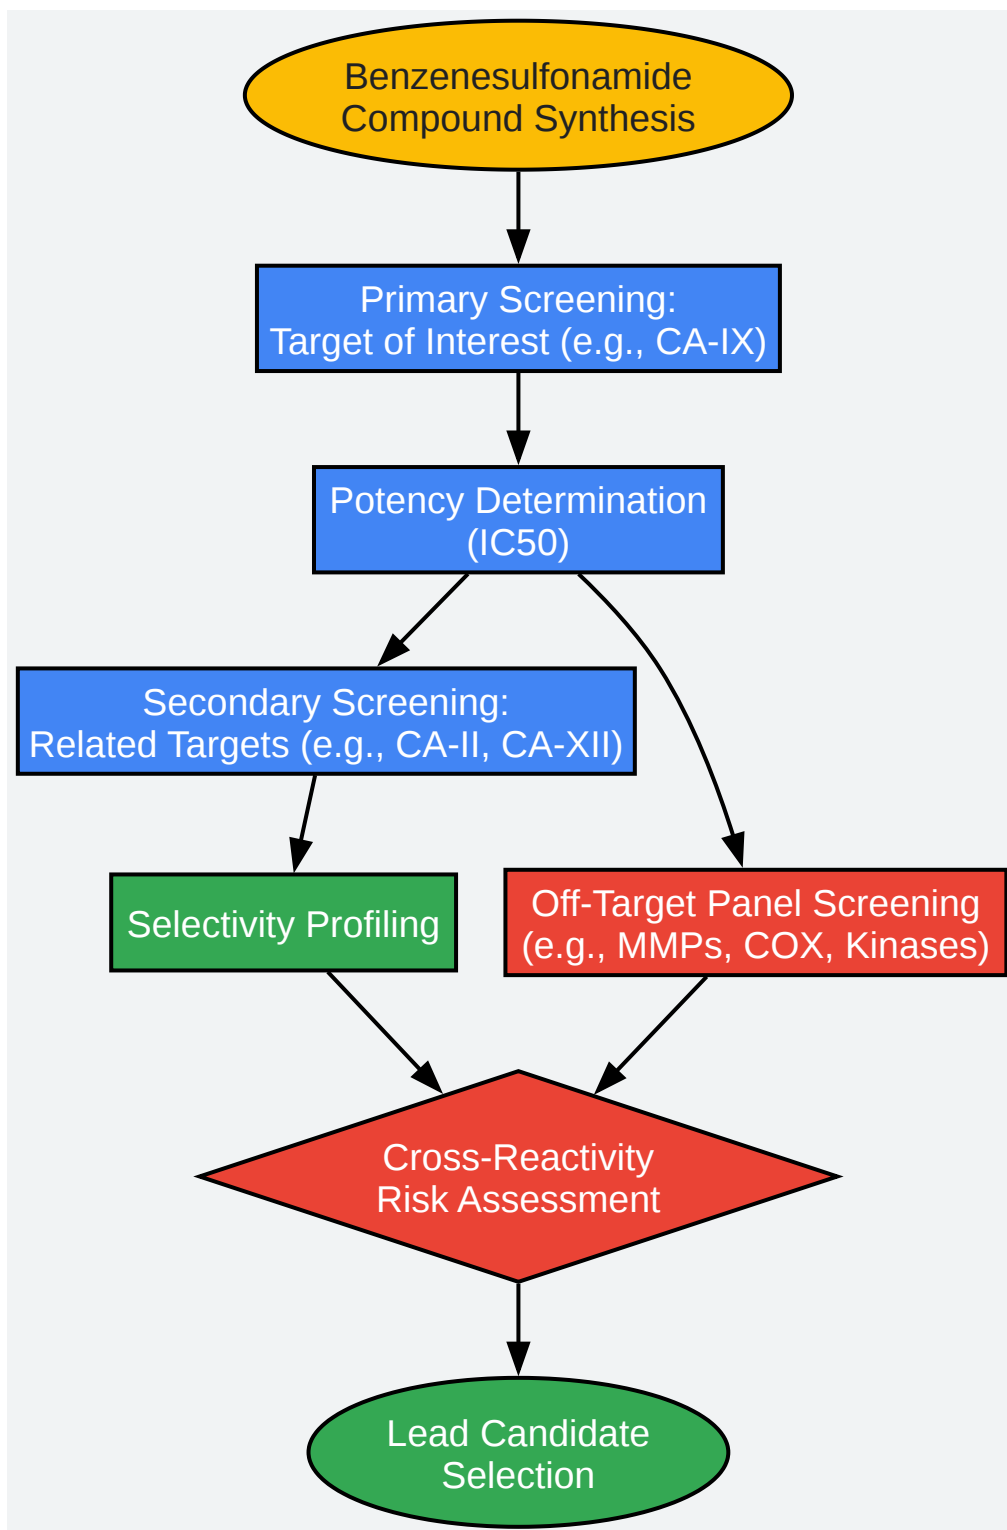 Benzenesulfonamide
Compound Synthesis
Primary Screening:
Target of Interest (e.g., CA-IX)
Potency Determination
(IC50)
Secondary Screening:
Related Targets (e.g., CA-II, CA-XII)
Selectivity Profiling
Off-Target Panel Screening
(e.g., MMPs, COX, Kinases)
Cross-Reactivity
Risk Assessment
Lead Candidate
Selection